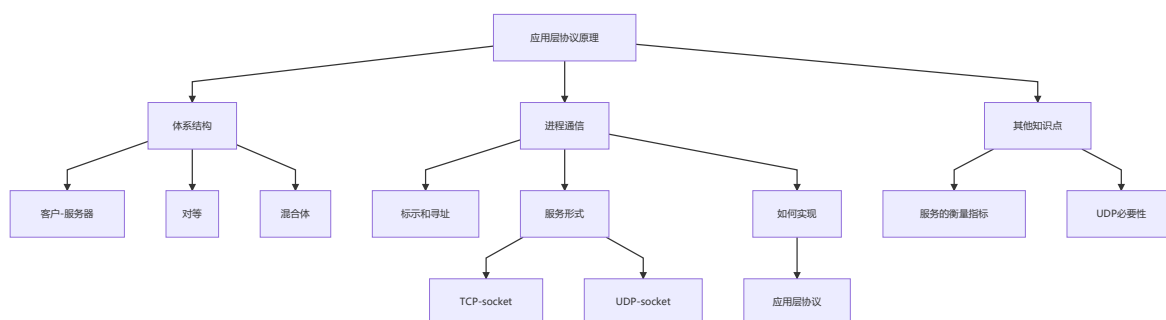 应用层协议原理
体系结构
进程通信
其他知识点
客户-服务器
对等
混合体
标示和寻址
服务形式
如何实现
服务的衡量指标
UDP必要性
TCP-socket
UDP-socket
应用层协议